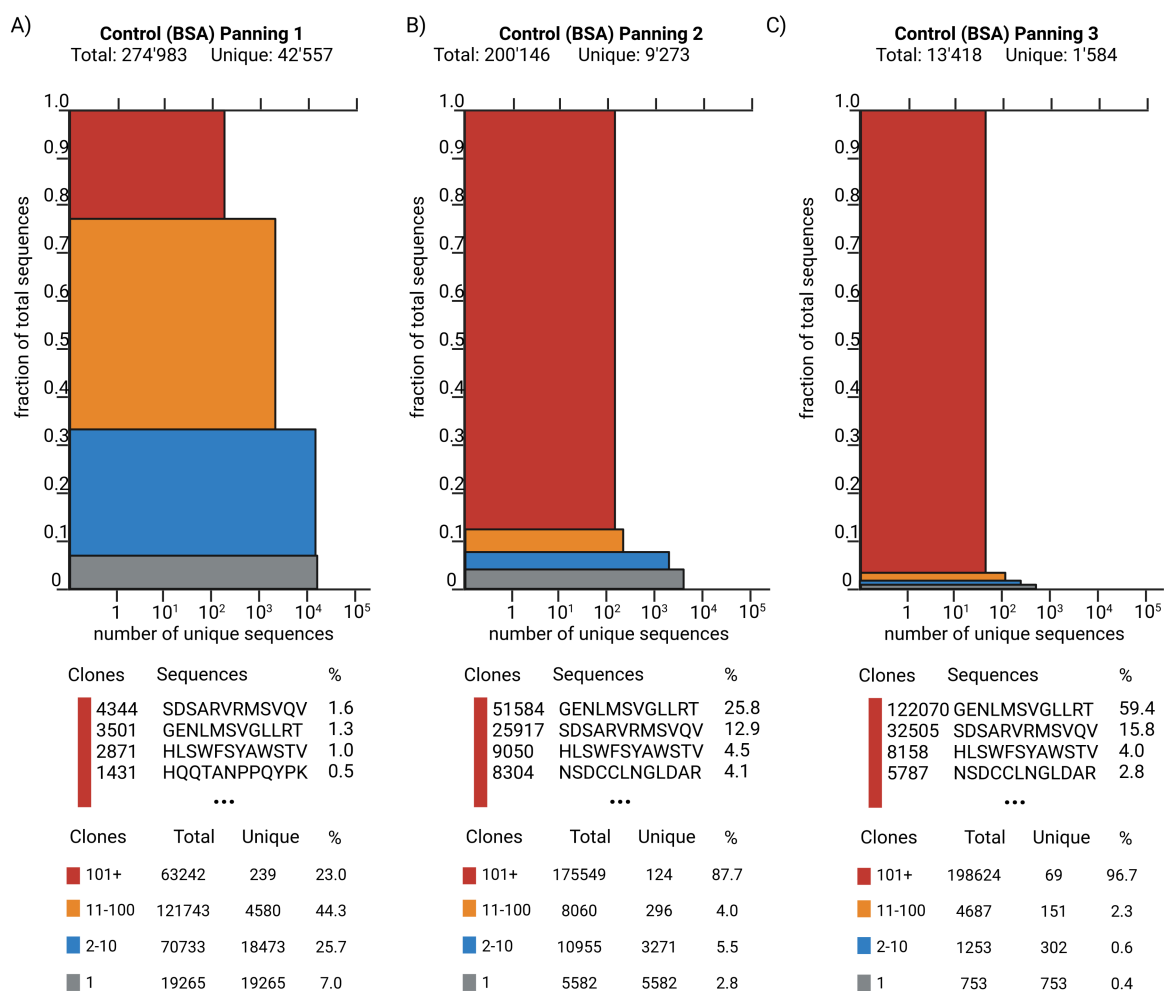 A)
Control (BSA) Panning 1
Total: 274'983 Unique: 42'557
1.0
0.9
0.8
0.7
0.6
0.5
0.4
0.3
0.2
0.1
0
fraction of total sequences
1 10¹ 10² 10³ 10⁴ 10⁵
number of unique sequences
Clones Sequences %
4344 SDSARVRMSVQV 1.6
3501 GENLMSVGLLRT 1.3
2871 HLSWFSYAWSTV 1.0
1431 HQQTANPPQYPK 0.5
...
Clones Total Unique %
101+ 63242 239 23.0
11-100 121743 4580 44.3
2-10 70733 18473 25.7
1 19265 19265 7.0
B)
Control (BSA) Panning 2
Total: 200'146 Unique: 9'273
1.0
0.9
0.8
0.7
0.6
0.5
0.4
0.3
0.2
0.1
0
fraction of total sequences
1 10¹ 10² 10³ 10⁴ 10⁵
number of unique sequences
Clones Sequences %
51584 GENLMSVGLLRT 25.8
25917 SDSARVRMSVQV 12.9
9050 HLSWFSYAWSTV 4.5
8304 NSDCCLNGLDAR 4.1
...
Clones Total Unique %
101+ 175549 124 87.7
11-100 8060 296 4.0
2-10 10955 3271 5.5
1 5582 5582 2.8
C)
Control (BSA) Panning 3
Total: 13'418 Unique: 1'584
1.0
0.9
0.8
0.7
0.6
0.5
0.4
0.3
0.2
0.1
0
fraction of total sequences
1 10¹ 10² 10³ 10⁴ 10⁵
number of unique sequences
Clones Sequences %
122070 GENLMSVGLLRT 59.4
32505 SDSARVRMSVQV 15.8
8158 HLSWFSYAWSTV 4.0
5787 NSDCCLNGLDAR 2.8
...
Clones Total Unique %
101+ 198624 69 96.7
11-100 4687 151 2.3
2-10 1253 302 0.6
1 753 753 0.4